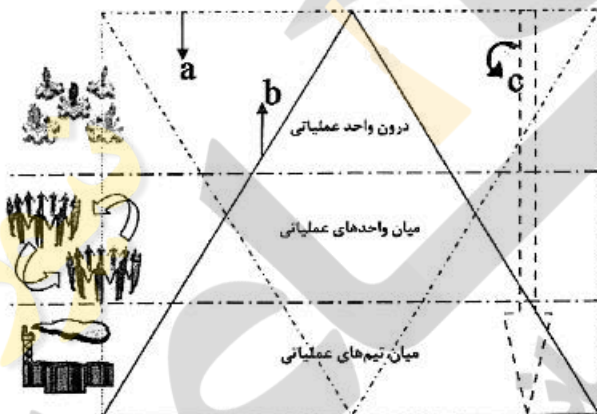 a
b
c
درون واحد عملیاتی
میان واحدهای عملیاتی
میان تیم‌های عملیاتی